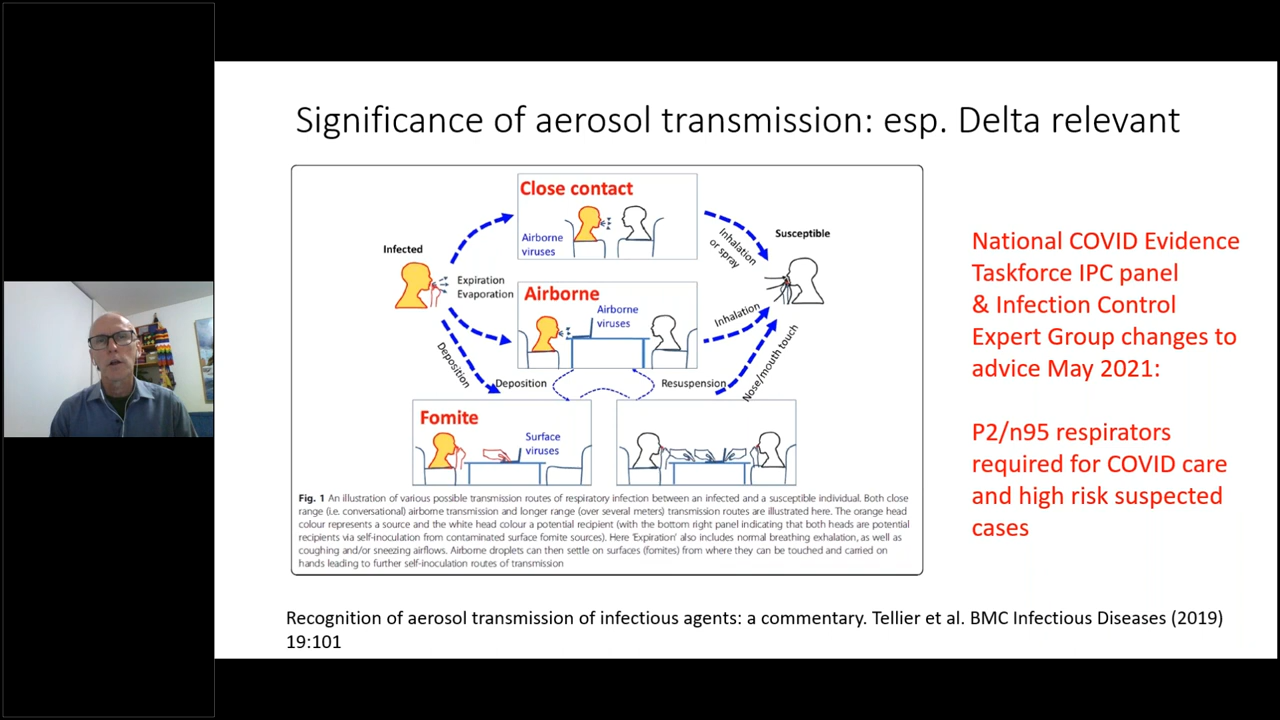 Significance of aerosol transmission: esp. Delta relevant
Close contact
Airborne
viruses
Inhalation
or spray
Infected
Susceptible
Expiration
Evaporation
Airborne
Airborne
viruses
Inhalation
Deposition
Deposition
Resuspension
Nose/mouth touch
Fomite
Surface
viruses
Fig. 1 An illustration of various possible transmission routes of respiratory infection between an infected and a susceptible individual. Both close
range (i.e. conversational) airborne transmission and longer range (over several meters) transmission routes are illustrated here. The orange head
colour represents a source and the white head colour a potential recipient (with the bottom right panel indicating that both heads are potential
recipients via self-inoculation from contaminated surface fomite sources). Here 'Expiration' also includes normal breathing exhalation, as well as
coughing and/or sneezing airflows. Airborne droplets can then settle on surfaces (fomites) from where they can be touched and carried on
hands leading to further self-inoculation routes of transmission
National COVID Evidence
Taskforce IPC panel
& Infection Control
Expert Group changes to
advice May 2021:
P2/n95 respirators
required for COVID care
and high risk suspected
cases
Recognition of aerosol transmission of infectious agents: a commentary. Tellier et al. BMC Infectious Diseases (2019)
19:101